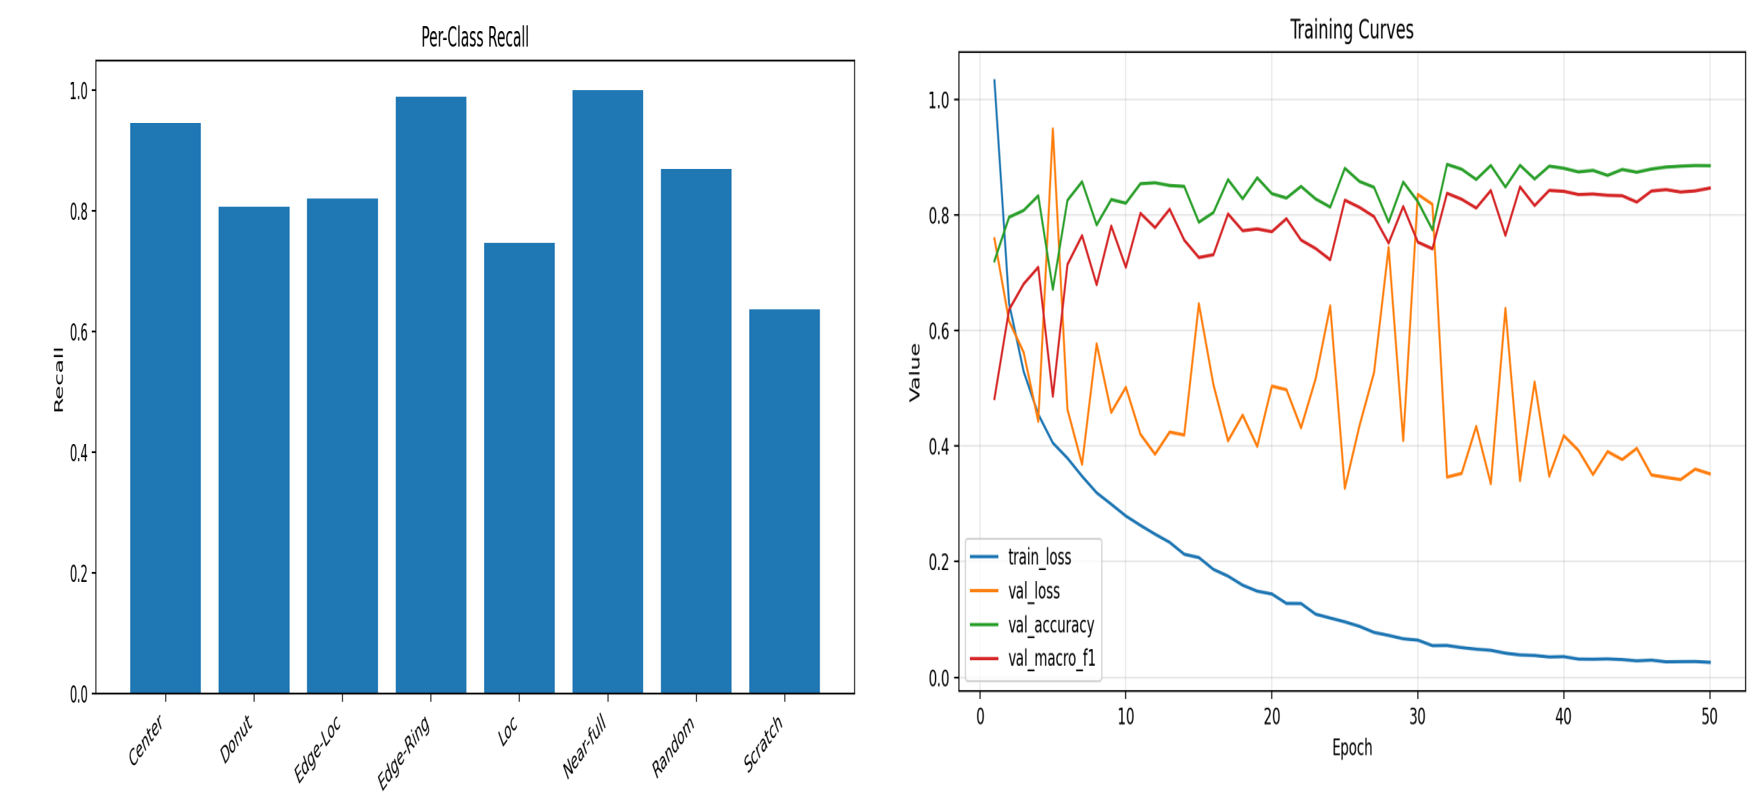 Per-Class Recall
Recall
1.0
0.8
0.6
0.4
0.2
0.0
Center
Donut
Edge-Loc
Edge-Ring
Loc
Near-full
Random
Scratch
Training Curves
Value
1.0
0.8
0.6
0.4
0.2
0.0
train_loss
val_loss
val_accuracy
val_macro_f1
0 10 20 30 40 50
Epoch